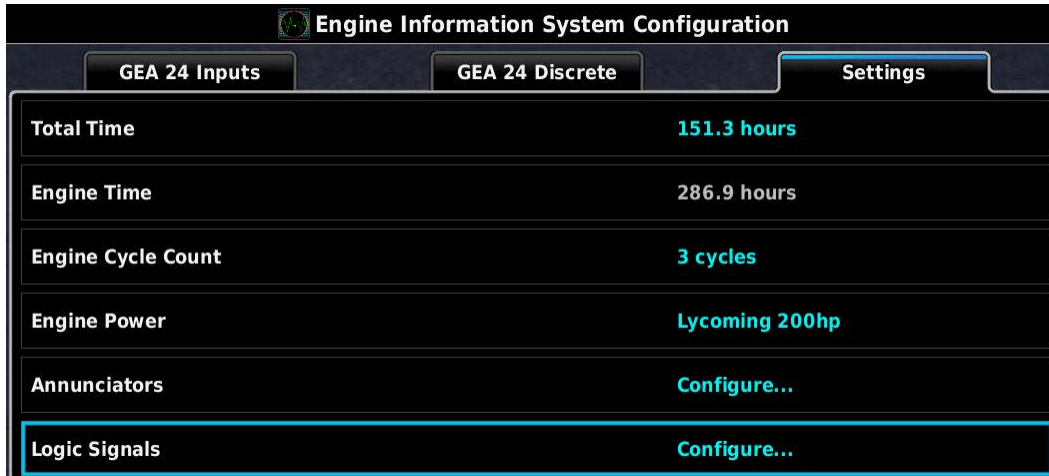 Engine Information System Configuration
GEA 24 Inputs GEA 24 Discrete Settings
Total Time 151.3 hours
Engine Time 286.9 hours
Engine Cycle Count 3 cycles
Engine Power Lycoming 200hp
Annunciators Configure...
Logic Signals Configure...